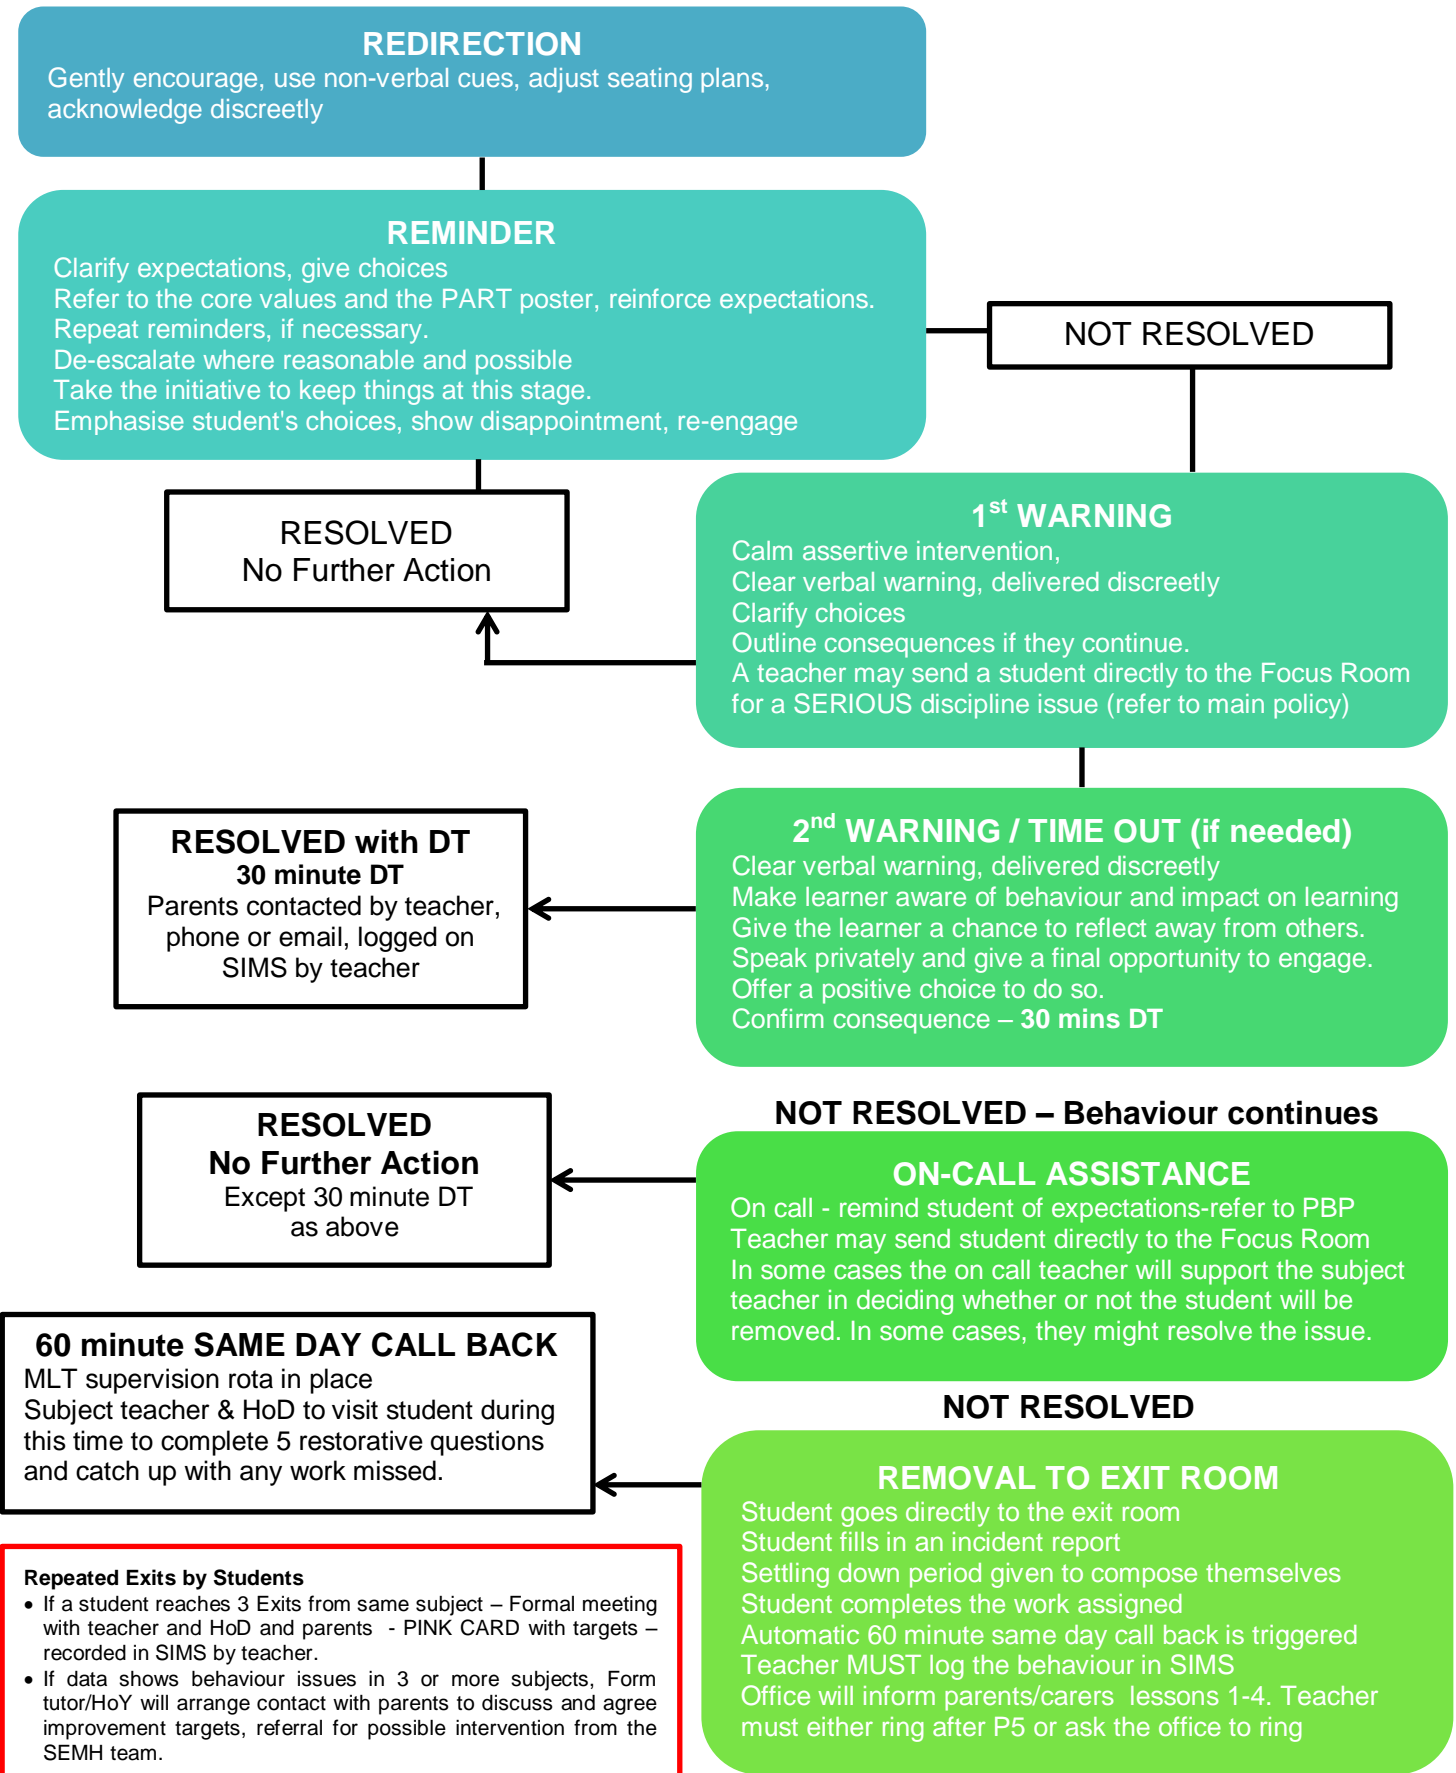 REDIRECTION
Gently encourage, use non-verbal cues, adjust seating plans,
acknowledge discreetly
REMINDER
Clarify expectations, give choices
Refer to the core values and the PART poster, reinforce expectations.
Repeat reminders, if necessary.
De-escalate where reasonable and possible
Take the initiative to keep things at this stage.
Emphasise student's choices, show disappointment, re-engage
NOT RESOLVED
RESOLVED
No Further Action
1st WARNING
Calm assertive intervention,
Clear verbal warning, delivered discreetly
Clarify choices
Outline consequences if they continue.
A teacher may send a student directly to the Focus Room
for a SERIOUS discipline issue (refer to main policy)
RESOLVED with DT
30 minute DT
Parents contacted by teacher,
phone or email, logged on
SIMS by teacher
2nd WARNING / TIME OUT (if needed)
Clear verbal warning, delivered discreetly
Make learner aware of behaviour and impact on learning
Give the learner a chance to reflect away from others.
Speak privately and give a final opportunity to engage.
Offer a positive choice to do so.
Confirm consequence – 30 mins DT
RESOLVED
No Further Action
Except 30 minute DT
as above
NOT RESOLVED – Behaviour continues
ON-CALL ASSISTANCE
On call - remind student of expectations-refer to PBP
Teacher may send student directly to the Focus Room
In some cases the on call teacher will support the subject
teacher in deciding whether or not the student will be
removed. In some cases, they might resolve the issue.
60 minute SAME DAY CALL BACK
MLT supervision rota in place
Subject teacher & HoD to visit student during
this time to complete 5 restorative questions
and catch up with any work missed.
NOT RESOLVED
REMOVAL TO EXIT ROOM
Student goes directly to the exit room
Student fills in an incident report
Settling down period given to compose themselves
Student completes the work assigned
Automatic 60 minute same day call back is triggered
Teacher MUST log the behaviour in SIMS
Office will inform parents/carers lessons 1-4. Teacher
must either ring after P5 or ask the office to ring
Repeated Exits by Students
• If a student reaches 3 Exits from same subject – Formal meeting
with teacher and HoD and parents - PINK CARD with targets –
recorded in SIMS by teacher.
• If data shows behaviour issues in 3 or more subjects, Form
tutor/HoY will arrange contact with parents to discuss and agree
improvement targets, referral for possible intervention from the
SEMH team.